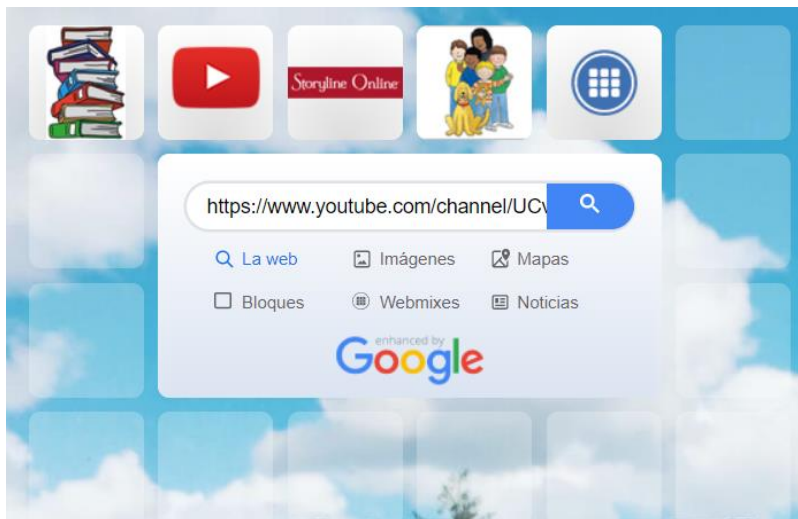 Storyline Online
https://www.youtube.com/channel/UCv
La web
Imágenes
Mapas
Bloques
Webmixes
Noticias
enhanced by
Google